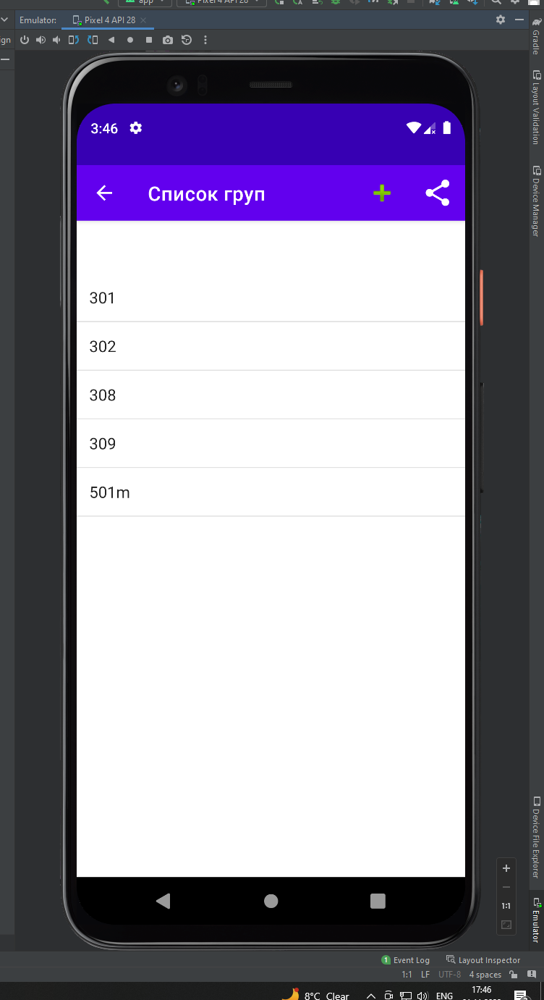 app
Pixel 4 API 28
Emulator:
Pixel 4 API 28
ign
Gradle
Layout Validation
Device Manager
3:46
Список груп
301
302
308
309
501m
Device File Explorer
1:1
Emulator
1 Event Log
Layout Inspector
1:1 LF UTF-8 4 spaces
8°C Clear
ENG
17:46